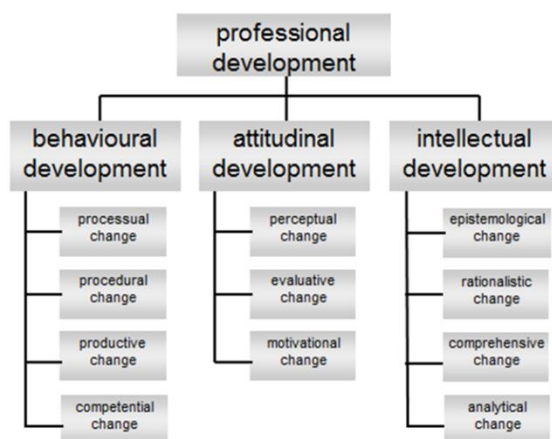 professional
development
behavioural
development
attitudinal
development
intellectual
development
processual
change
perceptual
change
epistemological
change
procedural
change
evaluative
change
rationalistic
change
productive
change
motivational
change
comprehensive
change
competential
change
analytical
change